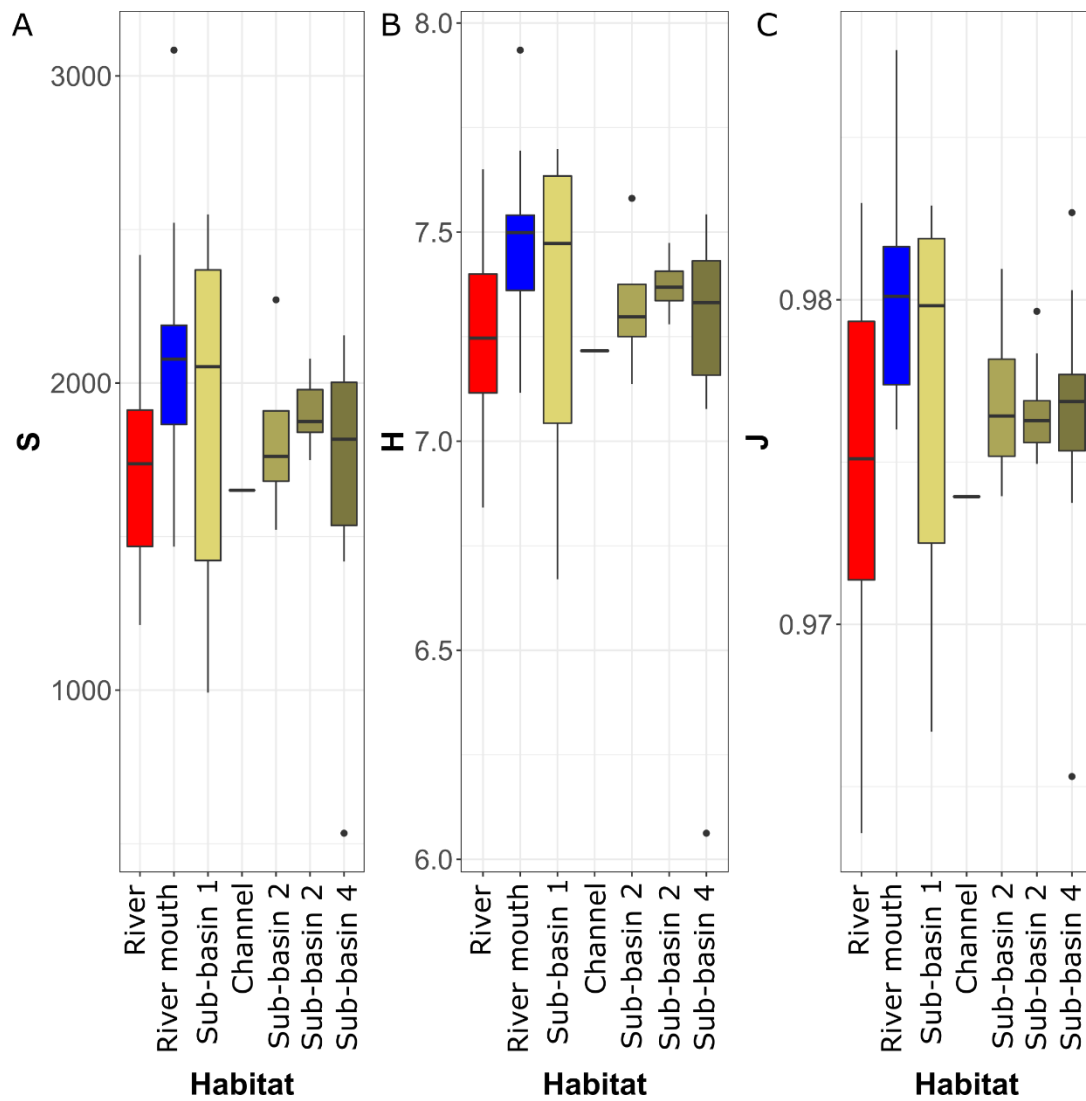 A
S
3000
2000
1000
River
River mouth
Sub-basin 1
Channel
Sub-basin 2
Sub-basin 2
Sub-basin 4
Habitat
B
H
8.0
7.5
7.0
6.5
6.0
River
River mouth
Sub-basin 1
Channel
Sub-basin 2
Sub-basin 2
Sub-basin 4
Habitat
C
J
0.98
0.97
River
River mouth
Sub-basin 1
Channel
Sub-basin 2
Sub-basin 2
Sub-basin 4
Habitat